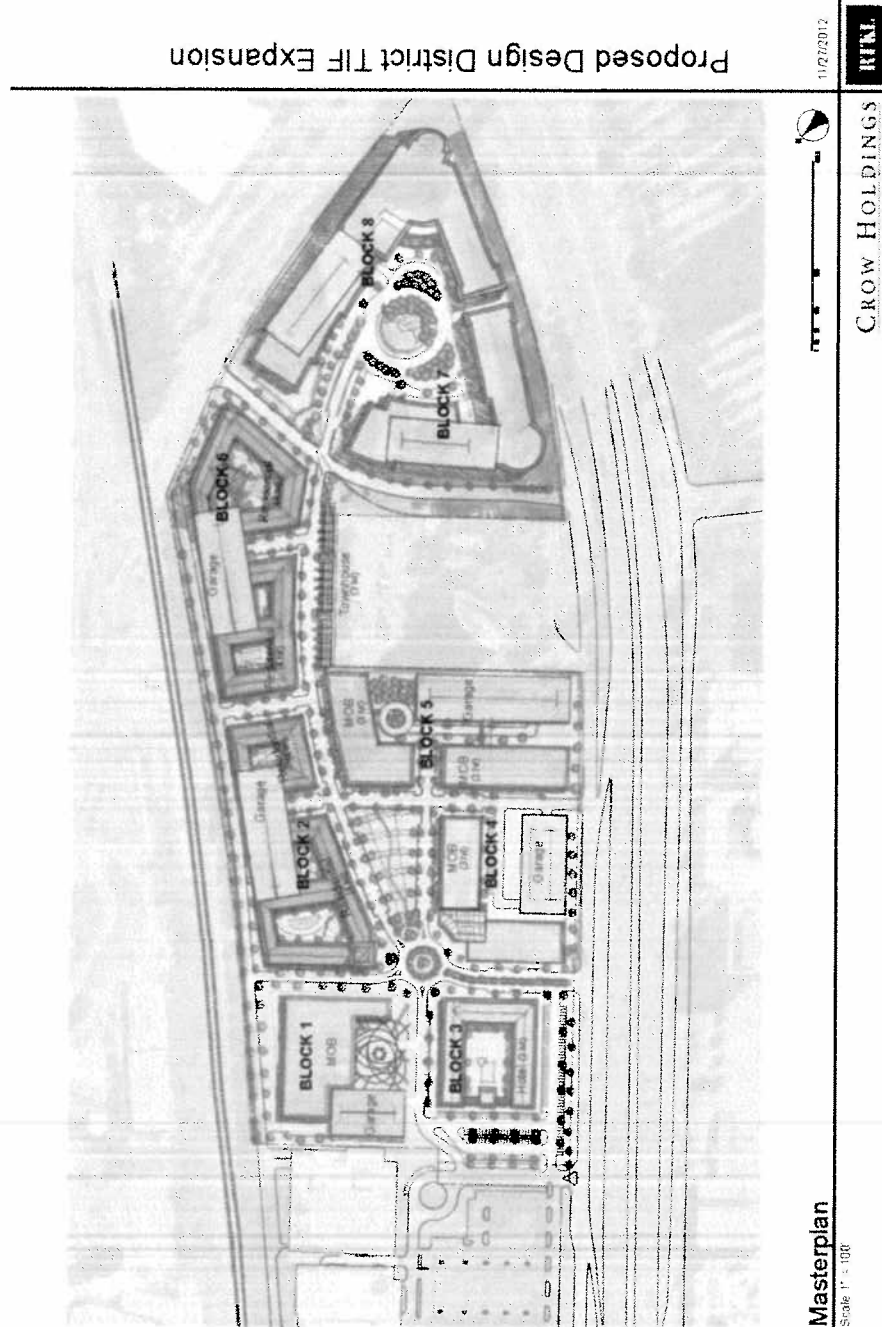 Proposed Design District TIF Expansion
11/27/2012
RTKL
CROW HOLDINGS
BLOCK 8
BLOCK 7
BLOCK 6
Garage
Townhouse
BLOCK 5
MOB
Garage
MOB
BLOCK 2
Garage
BLOCK 4
MOB
Garage
BLOCK 1
MOB
Garage
BLOCK 3
Masterplan
Scale 1" = 100'